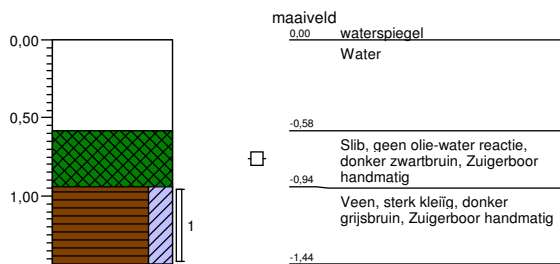 maaiveld
0,00
0,00
waterspiegel
Water
0,50
-0,58
Slib, geen olie-water reactie,
donker zwartbruin, Zuigerboor
handmatig
-0,94
1,00
Veen, sterk kleiïg, donker
grijsbruin, Zuigerboor handmatig
1
-1,44